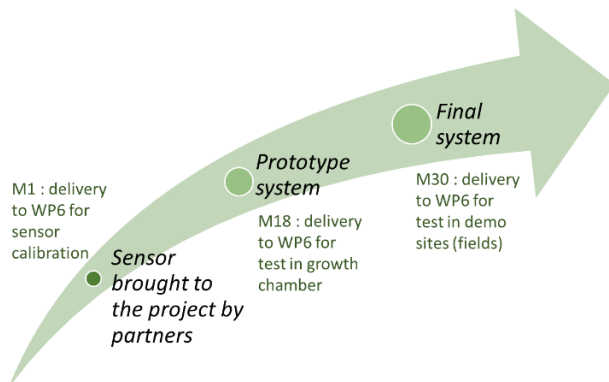 M1 : delivery
to WP6 for
sensor
calibration
Sensor
brought to
the project by
partners
Prototype
system
M18 : delivery
to WP6 for
test in growth
chamber
Final
system
M30 : delivery
to WP6 for
test in demo
sites (fields)